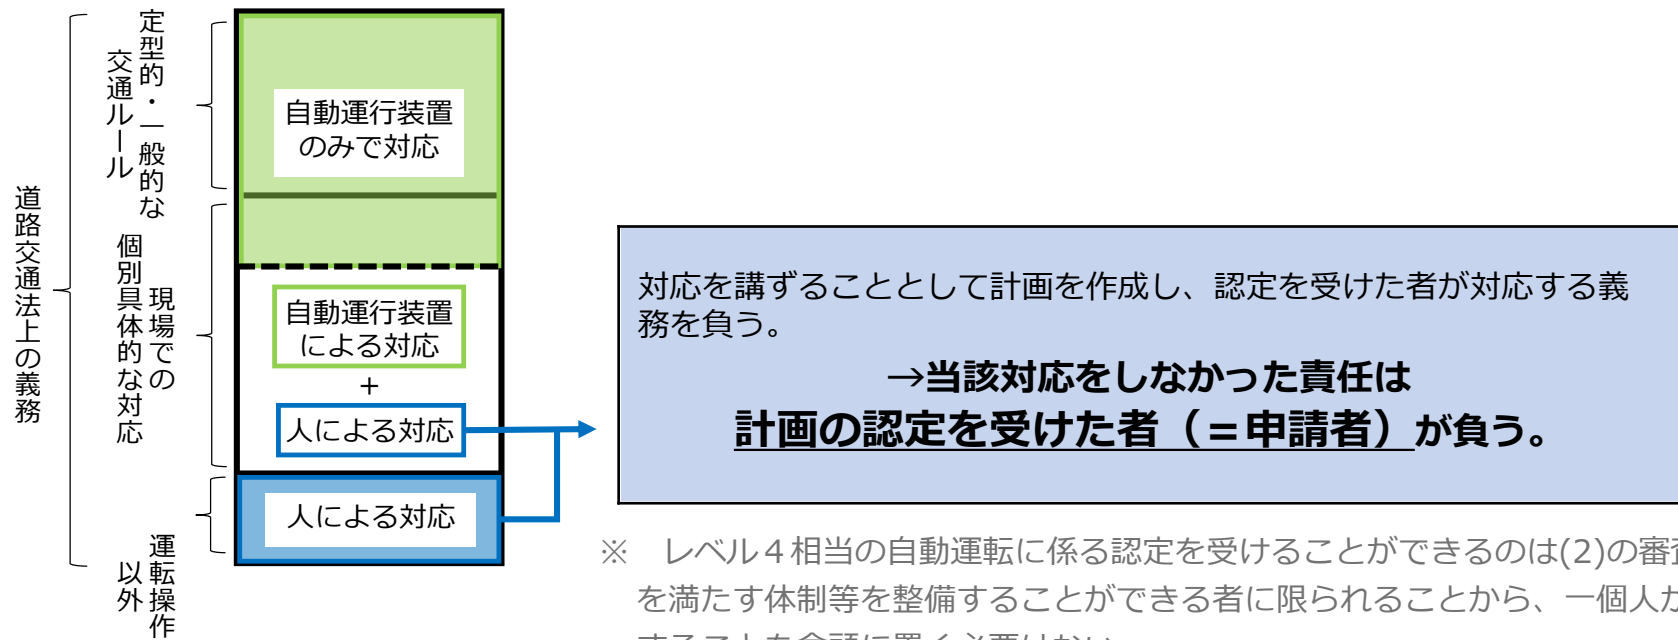 道路交通法上の義務
定型的・一般的な
交通ルール
現場での
個別具体的な対応
運転操作
以外
自動運行装置
のみで対応
自動運行装置
による対応
+
人による対応
人による対応
対応を講ずることとして計画を作成し、認定を受けた者が対応する義
務を負う。
→当該対応をしなかった責任は
計画の認定を受けた者（＝申請者）が負う。
※　レベル４相当の自動運転に係る認定を受けることができるのは(2)の審査
を満たす体制等を整備することができる者に限られることから、一個人が